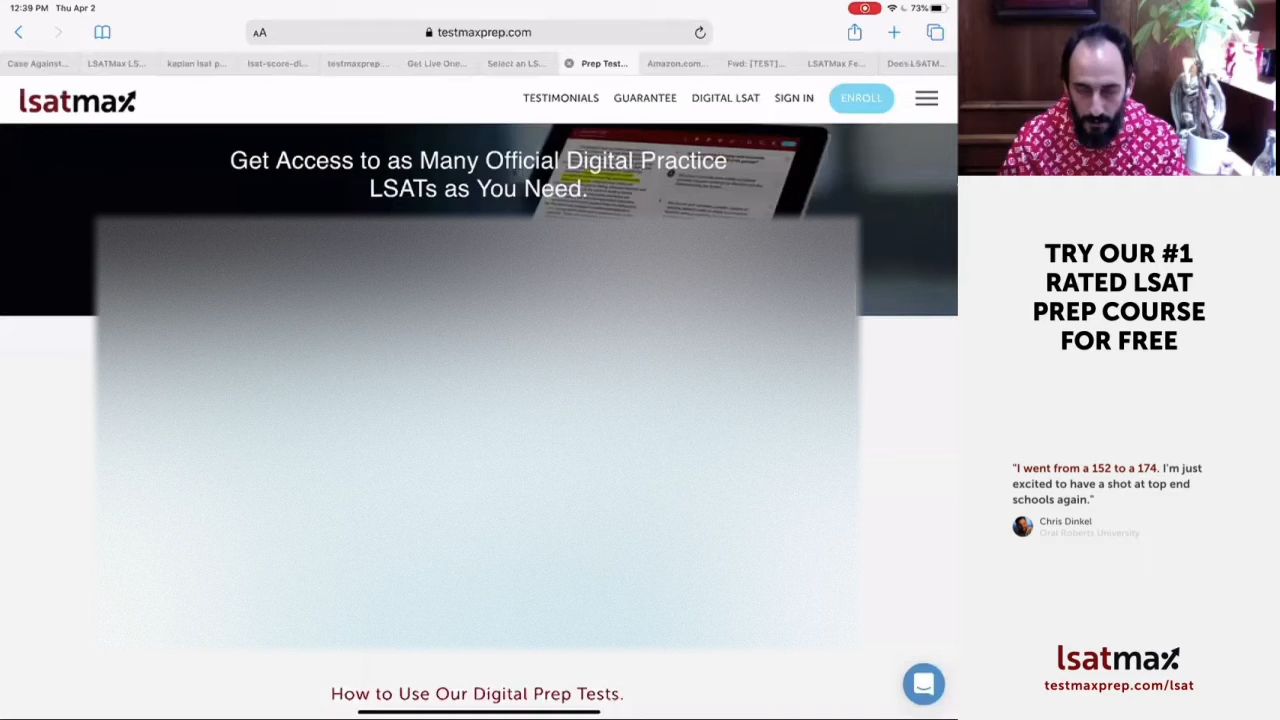 12:39 PM Thu Apr 2
73%
AA
testmaxprep.com
Case Against...
LSATMax LS...
kaplan lsat p...
lsat-score-di...
testmaxprep...
Get Live One...
Select an LS...
Prep Test...
Amazon.com...
Fwd: [TEST]...
LSATMax Fe...
Does LSATM...
lsatmax
TESTIMONIALS
GUARANTEE
DIGITAL LSAT
SIGN IN
ENROLL
Get Access to as Many Official Digital Practice
LSATs as You Need.
How to Use Our Digital Prep Tests.
TRY OUR #1
RATED LSAT
PREP COURSE
FOR FREE
"I went from a 152 to a 174. I'm just
excited to have a shot at top end
schools again."
Chris Dinkel
Oral Roberts University
lsatmax
testmaxprep.com/lsat